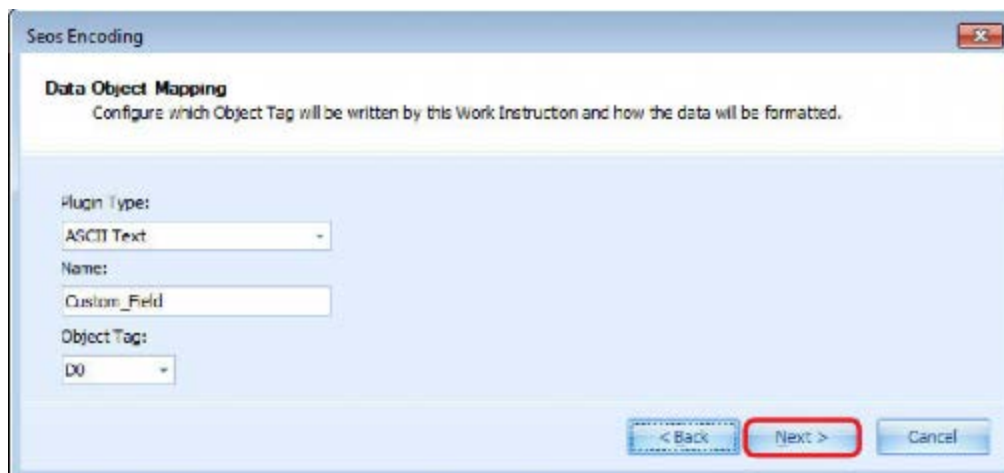 Seos Encoding
Data Object Mapping
Configure which Object Tag will be written by this Work Instruction and how the data will be formatted.
Plugin Type:
ASCII Text
Name:
Custom_Field
Object Tag:
D0
< Back Next > Cancel